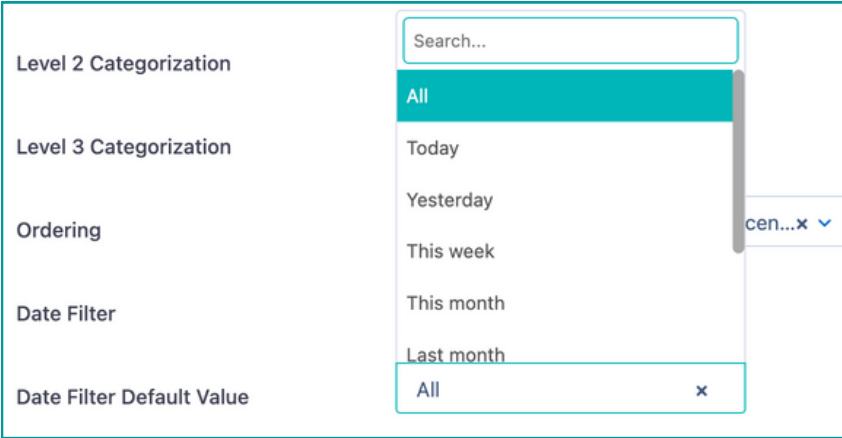 Search...
Level 2 Categorization
All
Level 3 Categorization
Today
Yesterday
Ordering
cen...×
This week
Date Filter
This month
Last month
Date Filter Default Value
All ×